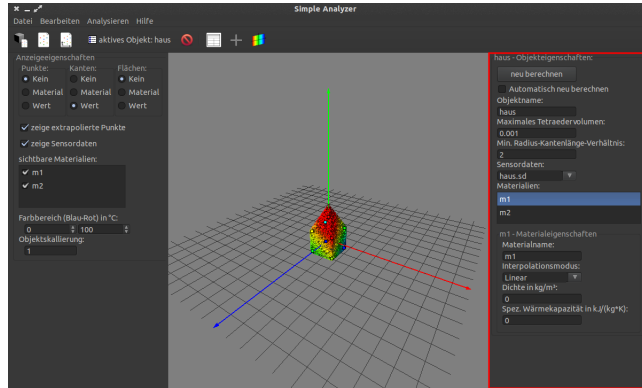 Simple Analyzer
Datei Bearbeiten Analysieren Hilfe
aktives Objekt: haus
Anzeigeeigenschaften
Punkte: Kanten: Flächen:
Kein Kein Kein
Material Material Material
Wert Wert Wert
zeige extrapolierte Punkte
zeige Sensordaten
sichtbare Materialien:
m1
m2
Farbbereich (Blau-Rot) in °C:
0 100
Objektskallierung:
1
haus - Objekteigenschaften:
neu berechnen
Automatisch neu berechnen
Objektname:
haus
Maximales Tetraedervolumen:
0.001
Min. Radius-Kantenlänge-Verhältnis:
2
Sensordaten:
haus.sd
Materialien:
m1
m2
m1 - Materialeigenschaften
Materialname:
m1
Interpolationsmodus:
Linear
Dichte in kg/m³:
0
Spez. Wärmekapazität in kJ/(kg*K):
0